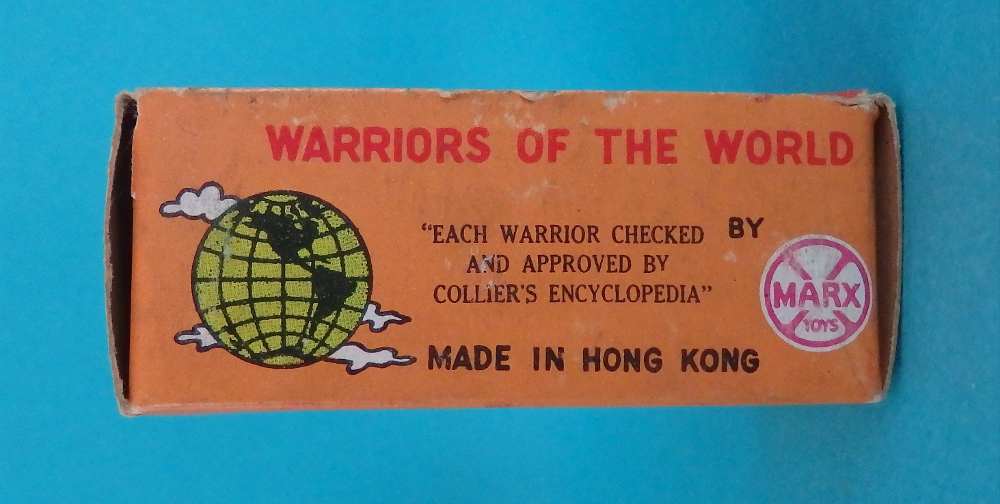 WARRIORS OF THE WORLD
“EACH WARRIOR CHECKED
AND APPROVED BY
COLLIER'S ENCYCLOPEDIA”
BY
MARX
TOYS
MADE IN HONG KONG